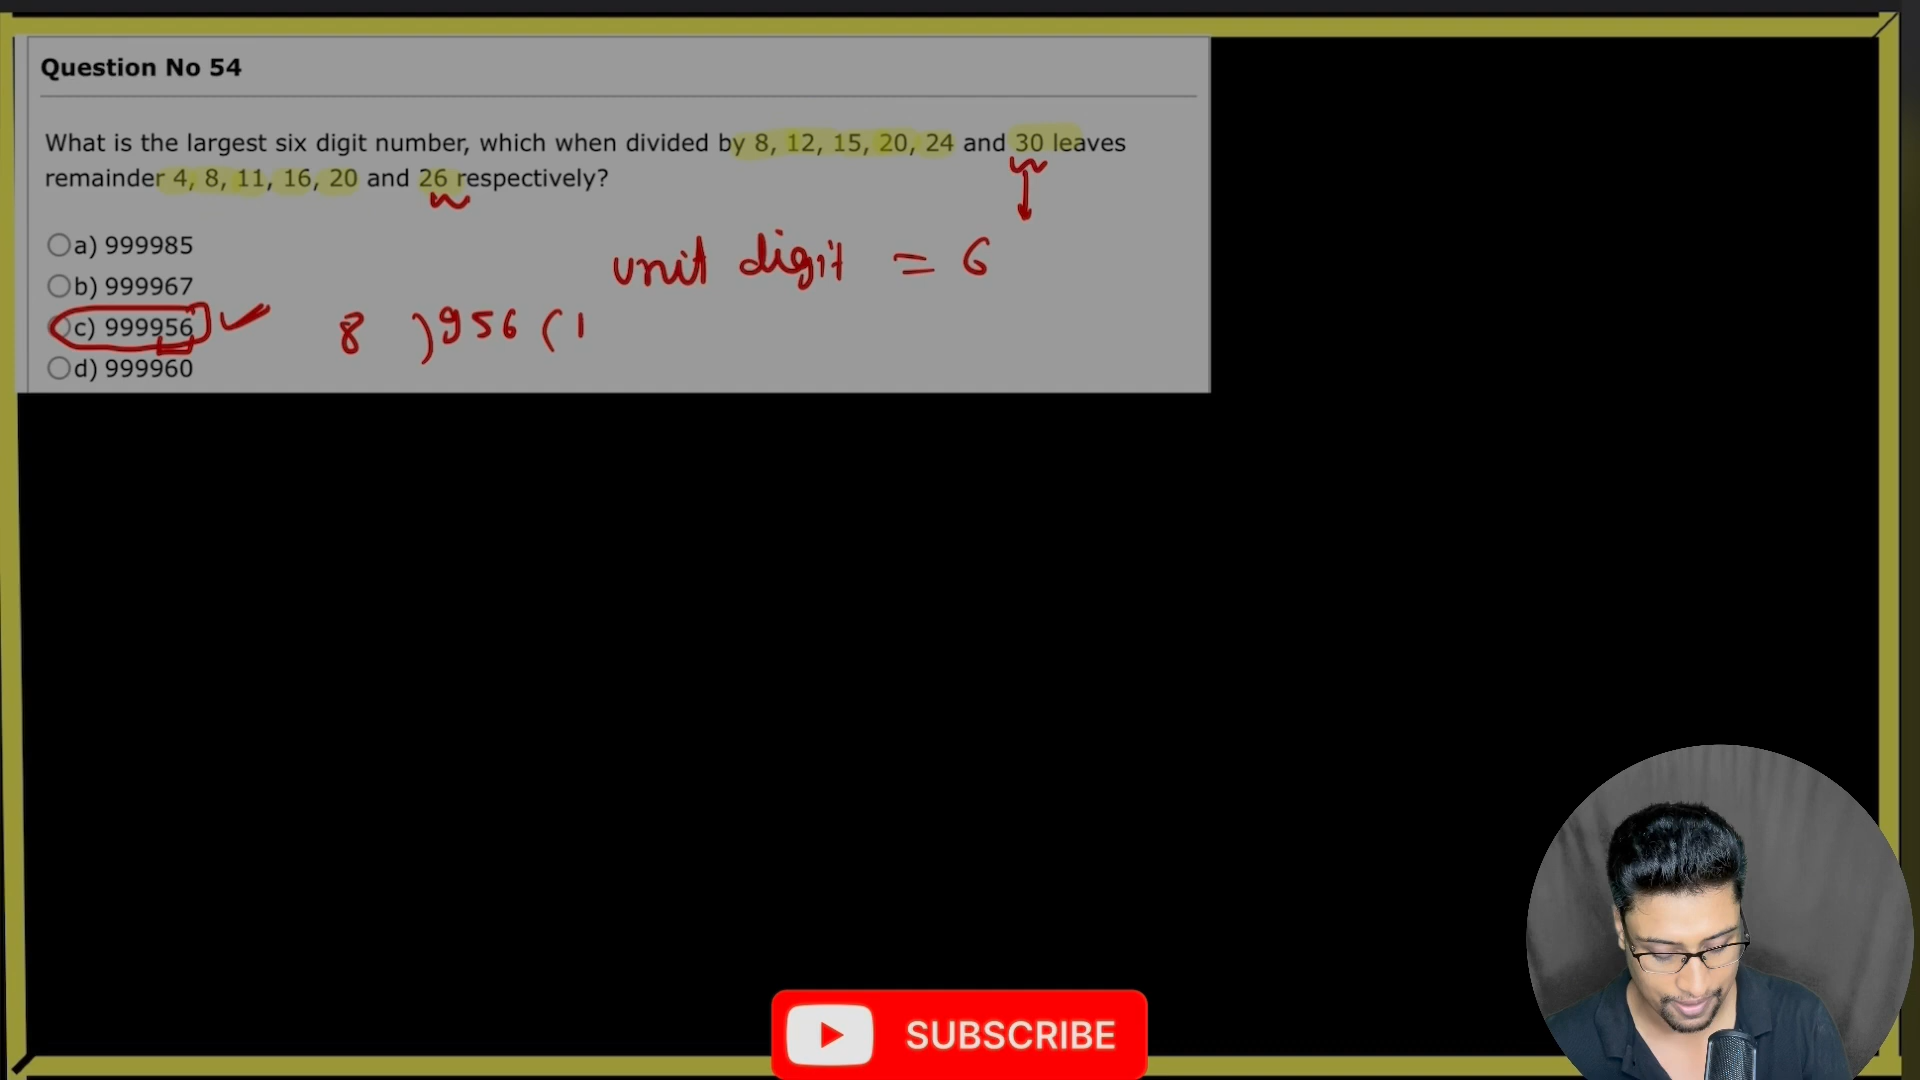 Question No 54
What is the largest six digit number, which when divided by 8, 12, 15, 20, 24 and 30 leaves
remainder 4, 8, 11, 16, 20 and 26 respectively?
a) 999985
unit digit = 6
b) 999967
c) 999956
8 ) 956 ( 1
d) 999960
SUBSCRIBE